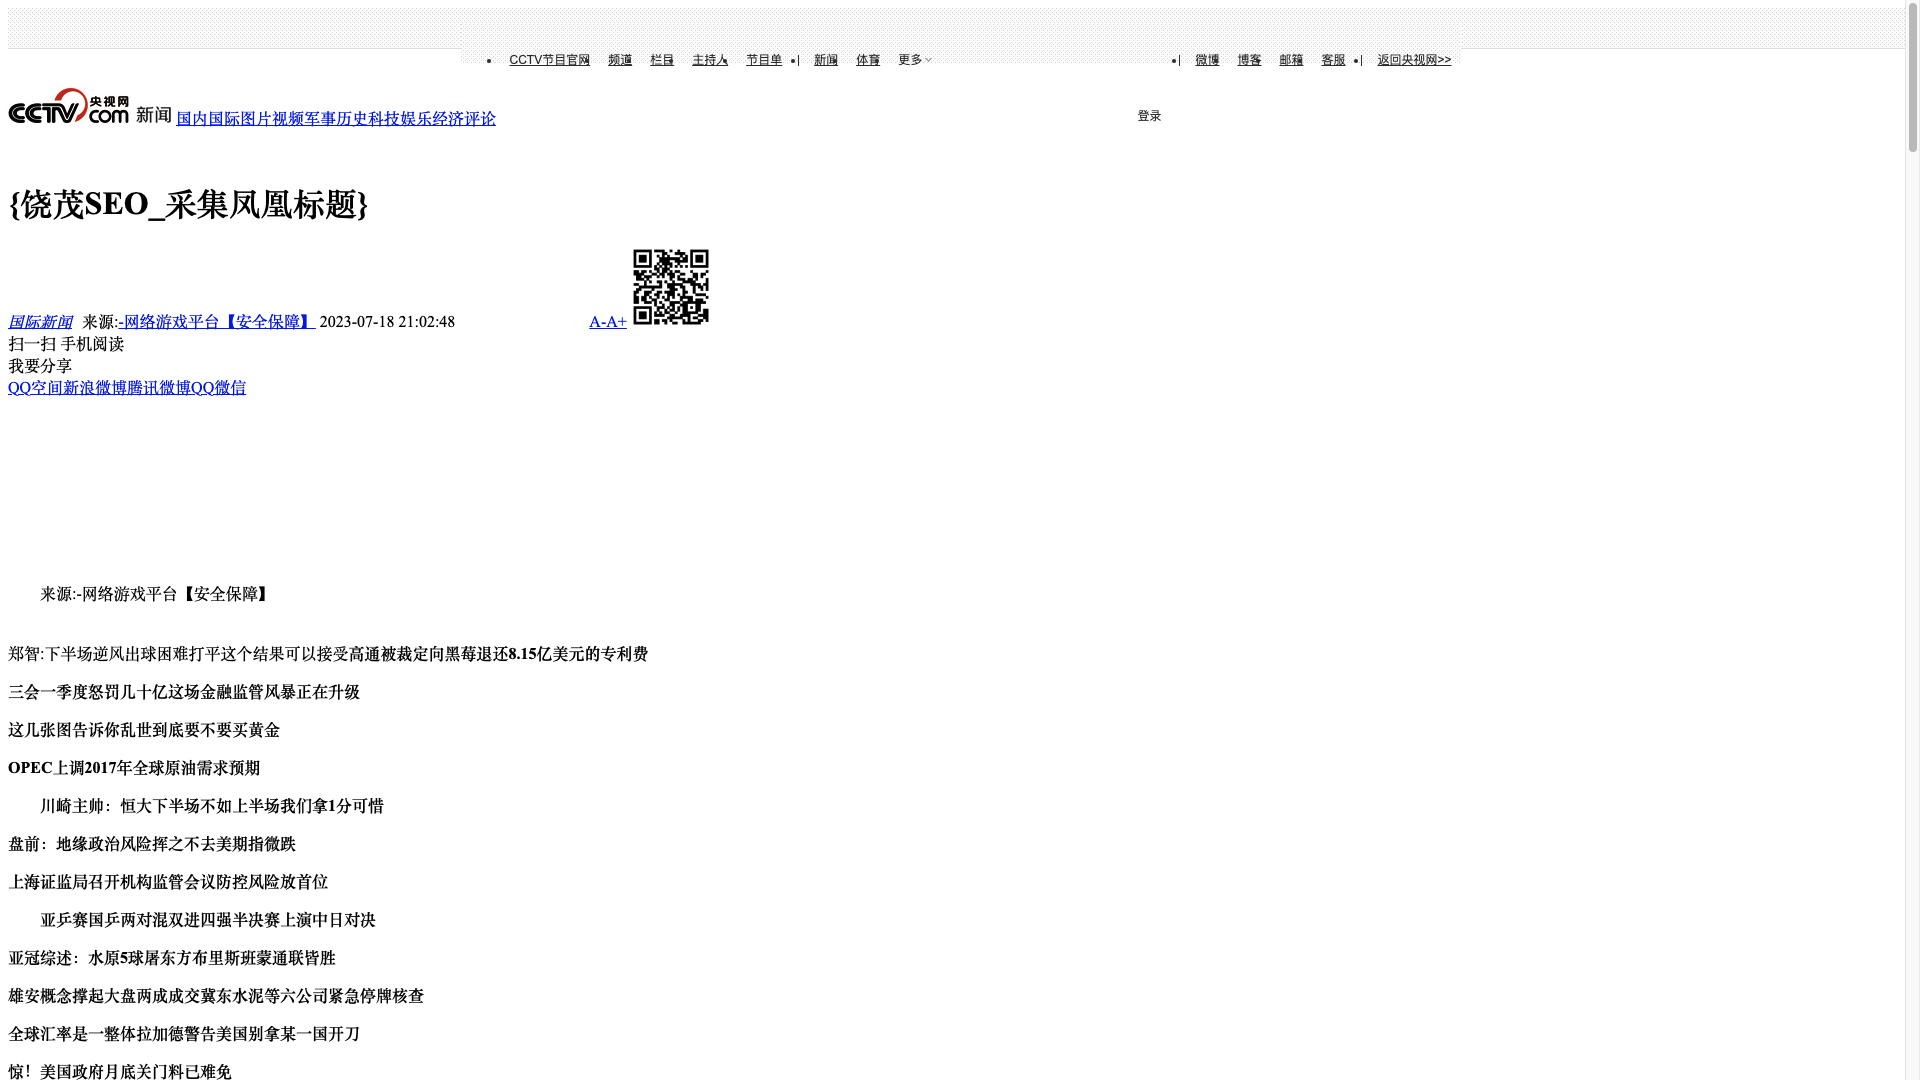 CCTV节目官网 频道 栏目 主持人 节目单 | 新闻 体育 更多 | 微博 博客 邮箱 客服 | 返回央视网>>
CCTV央视网com 新闻 国内国际图片视频军事历史科技娱乐经济评论 登录
{饶茂SEO_采集凤凰标题}
国际新闻 来源:-网络游戏平台【安全保障】 2023-07-18 21:02:48 A-A+
扫一扫 手机阅读
我要分享
QQ空间新浪微博腾讯微博QQ微信
来源:-网络游戏平台【安全保障】
郑智:下半场逆风出球困难打平这个结果可以接受高通被裁定向黑莓退还8.15亿美元的专利费
三会一季度怒罚几十亿这场金融监管风暴正在升级
这几张图告诉你乱世到底要不要买黄金
OPEC上调2017年全球原油需求预期
川崎主帅：恒大下半场不如上半场我们拿1分可惜
盘前：地缘政治风险挥之不去美期指微跌
上海证监局召开机构监管会议防控风险放首位
亚乒赛国乒两对混双进四强半决赛上演中日对决
亚冠综述：水原5球屠东方布里斯班蒙通联皆胜
雄安概念撑起大盘两成成交冀东水泥等六公司紧急停牌核查
全球汇率是一整体拉加德警告美国别拿某一国开刀
惊！美国政府月底关门料已难免